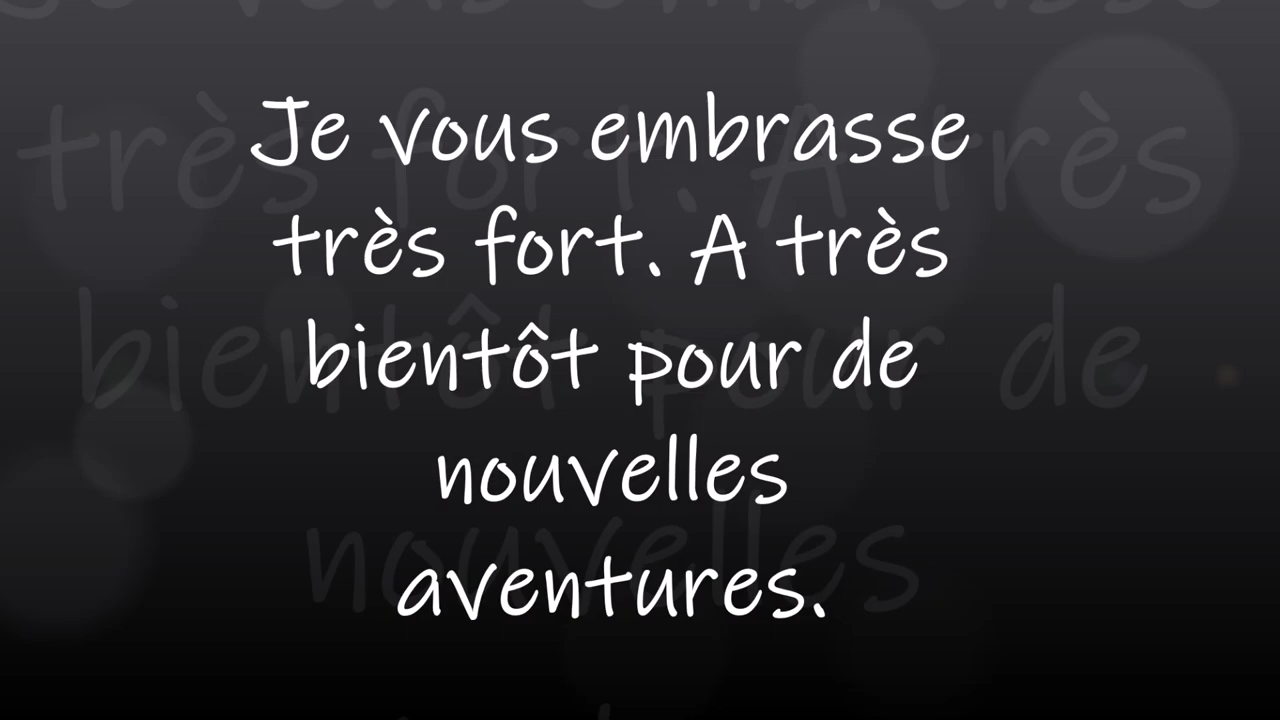 Je vous embrasse
très fort. A très
bientôt pour de
nouvelles
aventures.